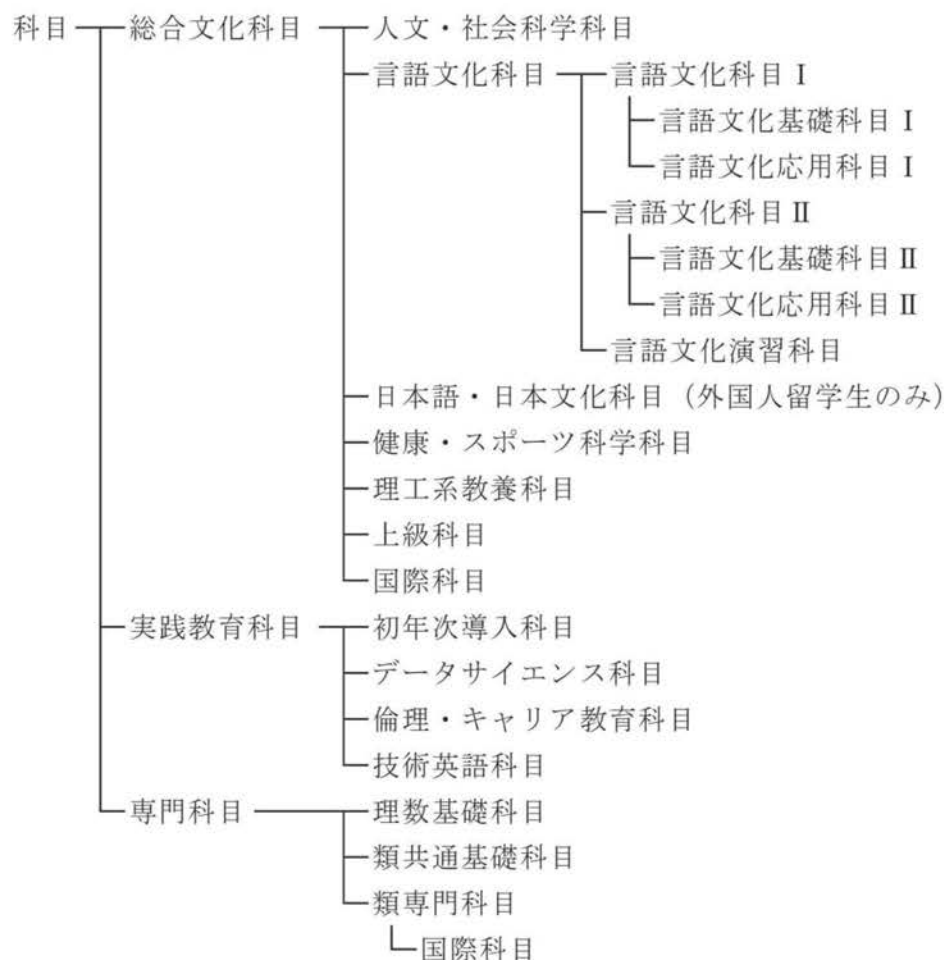 科目 総合文化科目 人文・社会科学科目
言語文化科目 言語文化科目 I
言語文化基礎科目 I
言語文化応用科目 I
言語文化科目 II
言語文化基礎科目 II
言語文化応用科目 II
言語文化演習科目
日本語・日本文化科目（外国人留学生のみ）
健康・スポーツ科学科目
理工系教養科目
上級科目
国際科目
実践教育科目 初年次導入科目
データサイエンス科目
倫理・キャリア教育科目
技術英語科目
専門科目 理数基礎科目
類共通基礎科目
類専門科目
国際科目